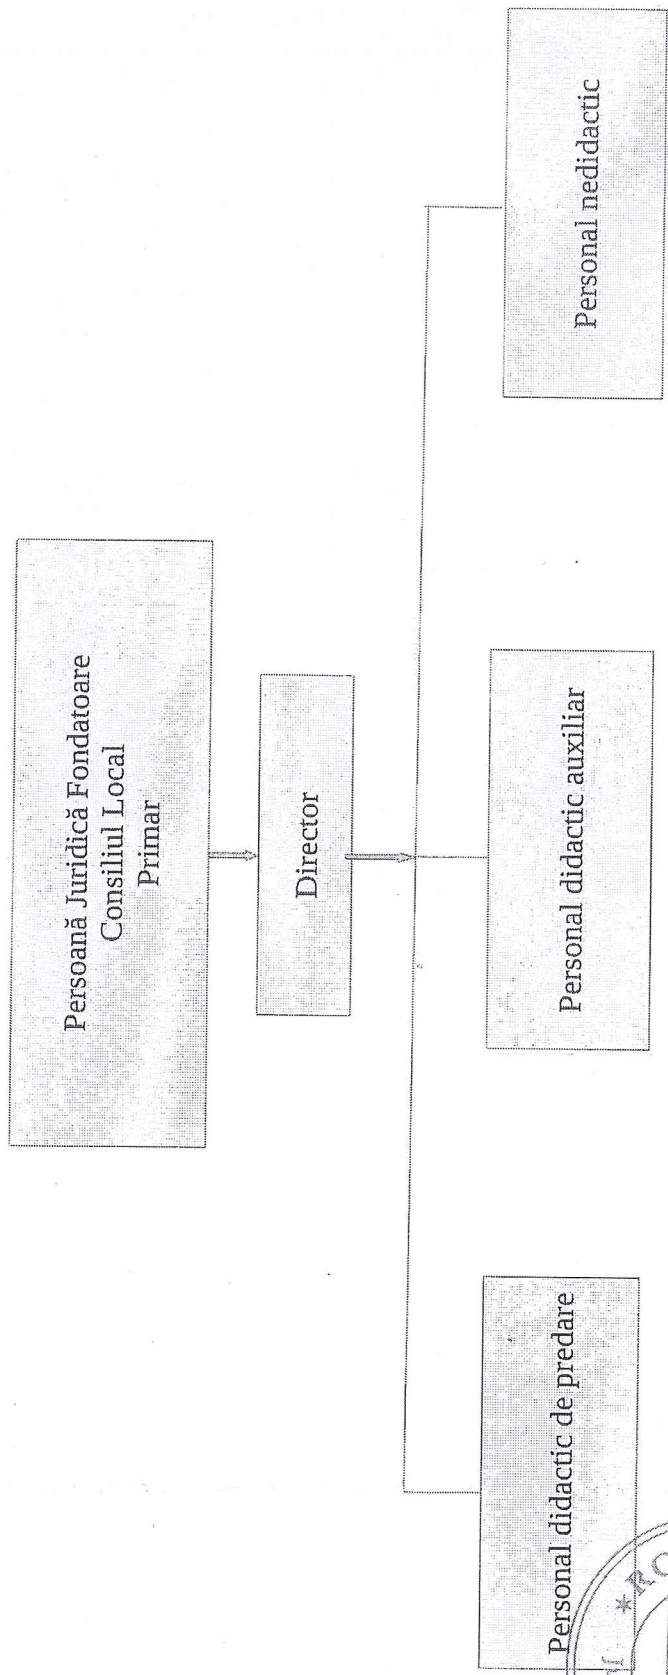 Persoană Juridică Fondatoare
Consiliul Local
Primar
Director
Personal didactic de predare
Personal didactic auxiliar
Personal nedidactic